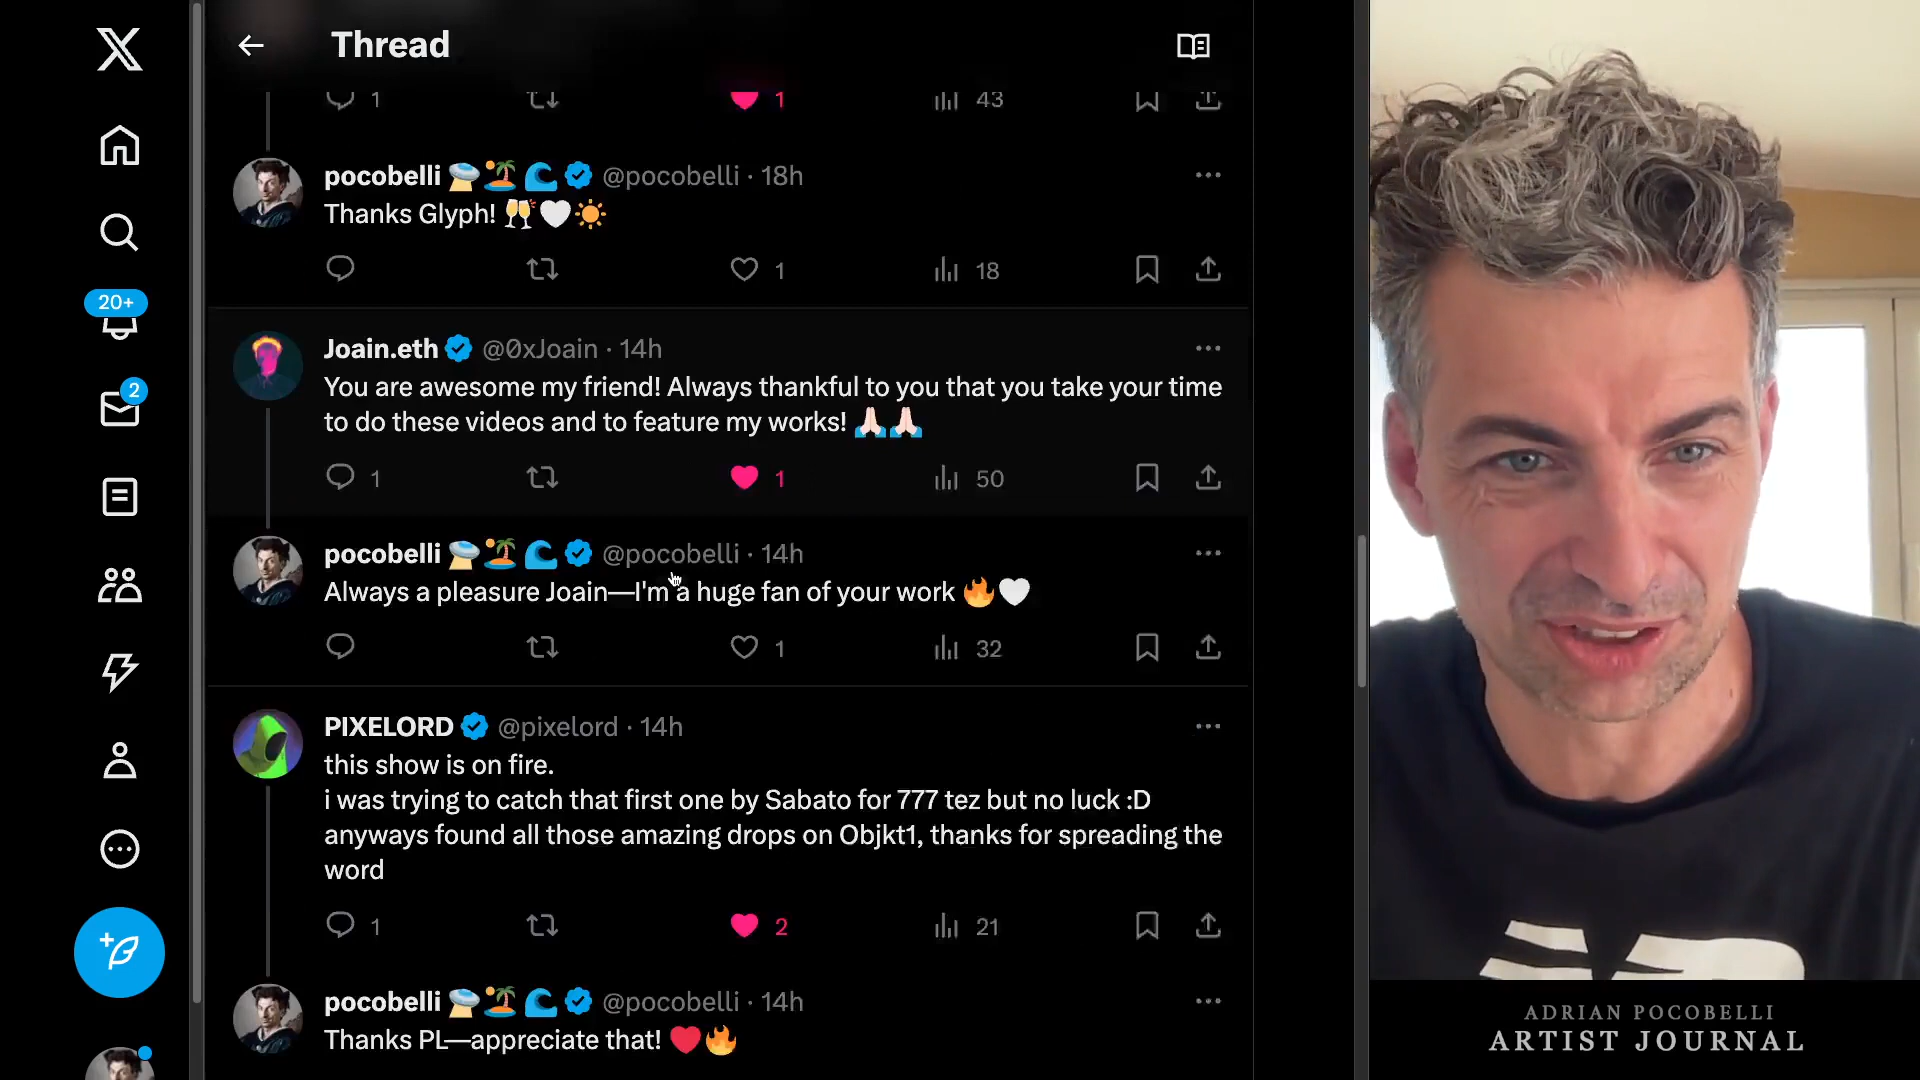 Thread
1
1
43
pocobelli @pocobelli · 18h
Thanks Glyph! 🥂🤍☀️
1
18
20+
Joain.eth @0xJoain · 14h
You are awesome my friend! Always thankful to you that you take your time
to do these videos and to feature my works! 🙏🏻🙏🏻
1
1
50
2
pocobelli @pocobelli · 14h
Always a pleasure Joain—I'm a huge fan of your work 🔥🤍
1
32
PIXELORD @pixelord · 14h
this show is on fire.
i was trying to catch that first one by Sabato for 777 tez but no luck :D
anyways found all those amazing drops on Objkt1, thanks for spreading the
word
1
2
21
pocobelli @pocobelli · 14h
Thanks PL—appreciate that! ❤️🔥
ADRIAN POCOBELLI
ARTIST JOURNAL